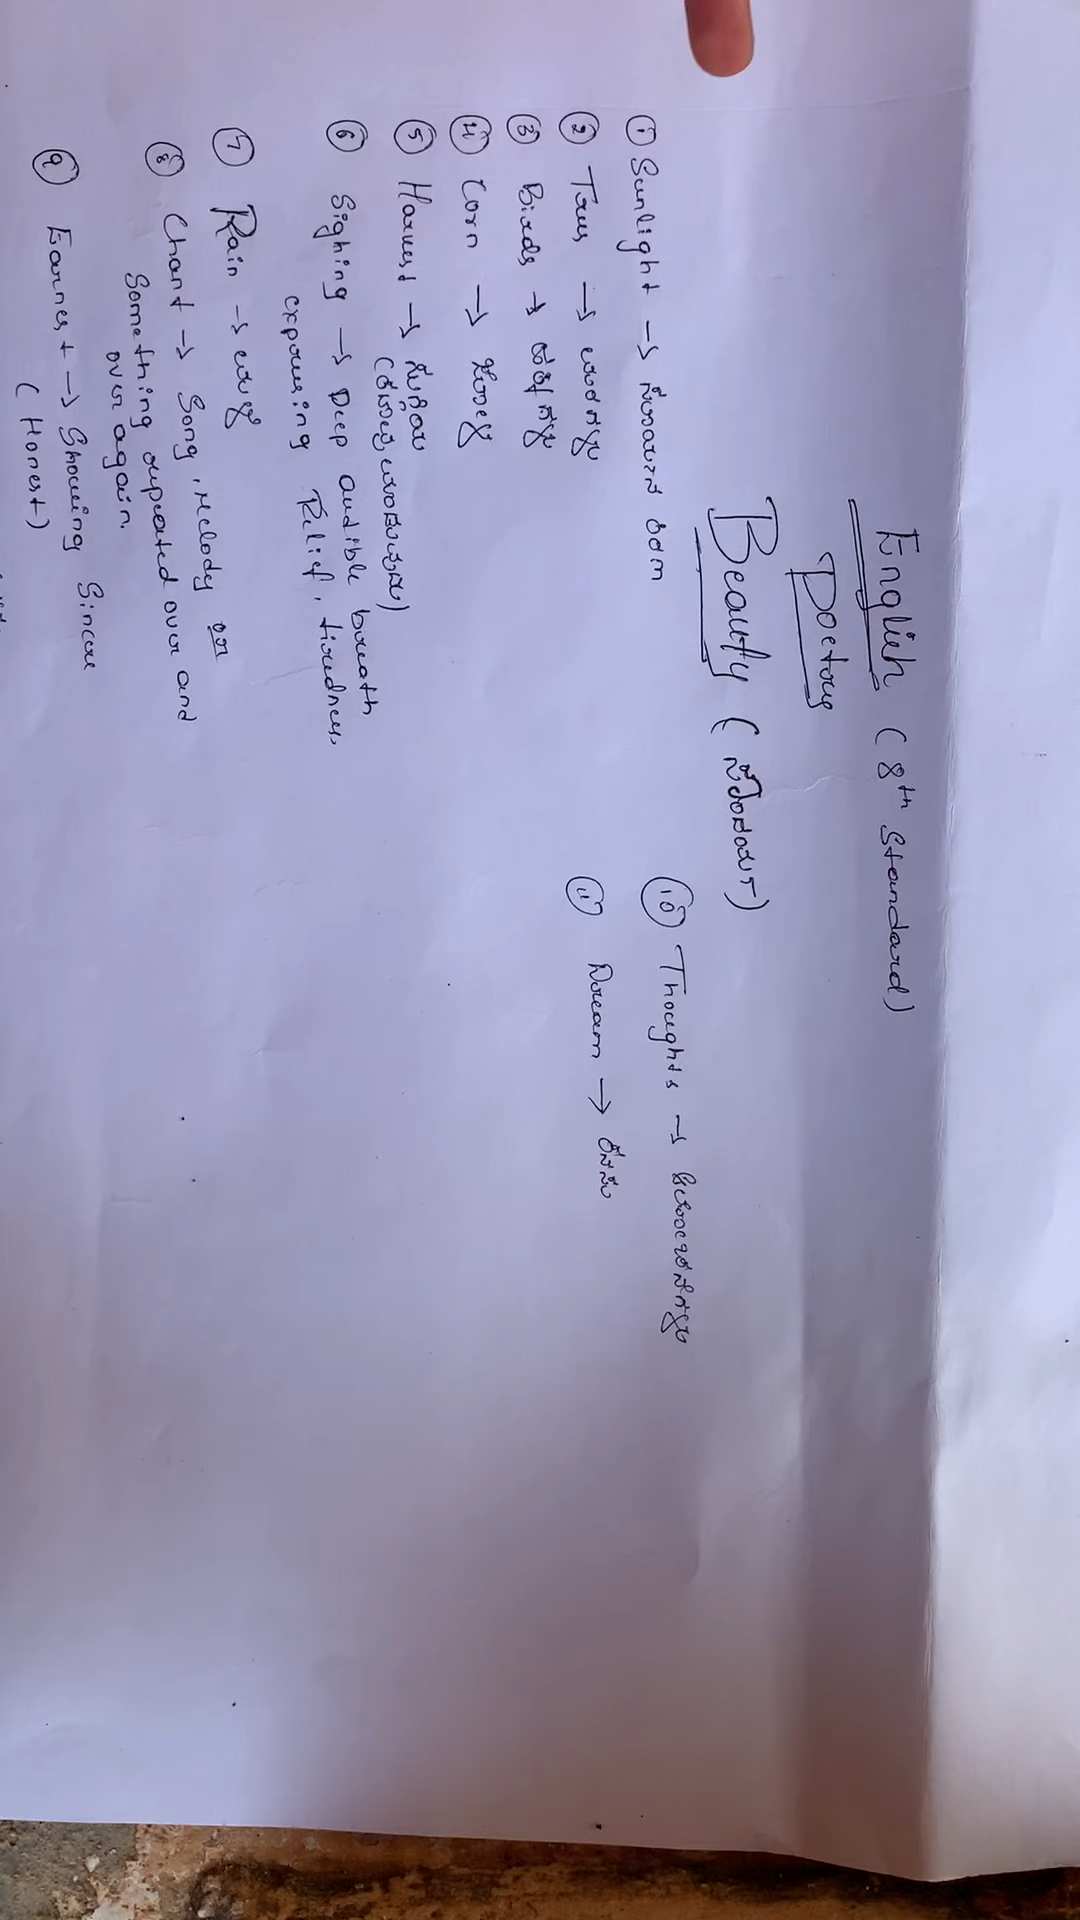 English (8th Standard)
Poetry
Beauty (ಸೌಂದರ್ಯ)
① Sunlight → ಸೂರ್ಯನ ಕಿರಣ
② Trees → ಮರಗಳು
③ Birds → ಪಕ್ಷಿಗಳು
④ Corn → ಜೋಳ
⑤ Harvest → ಸುಗ್ಗಿ
⑥ Sighing → Deep audible breath
expressing Relief, tiredness,
⑦ Rain → ಮಳೆ
⑧ Chant → Song, Melody or
Something repeated over and
over again.
⑨ Earnest → Showing Sincere
(Honest)
⑩ Thoughts → ಆಲೋಚನೆಗಳು
⑪ Dream → ಕನಸು